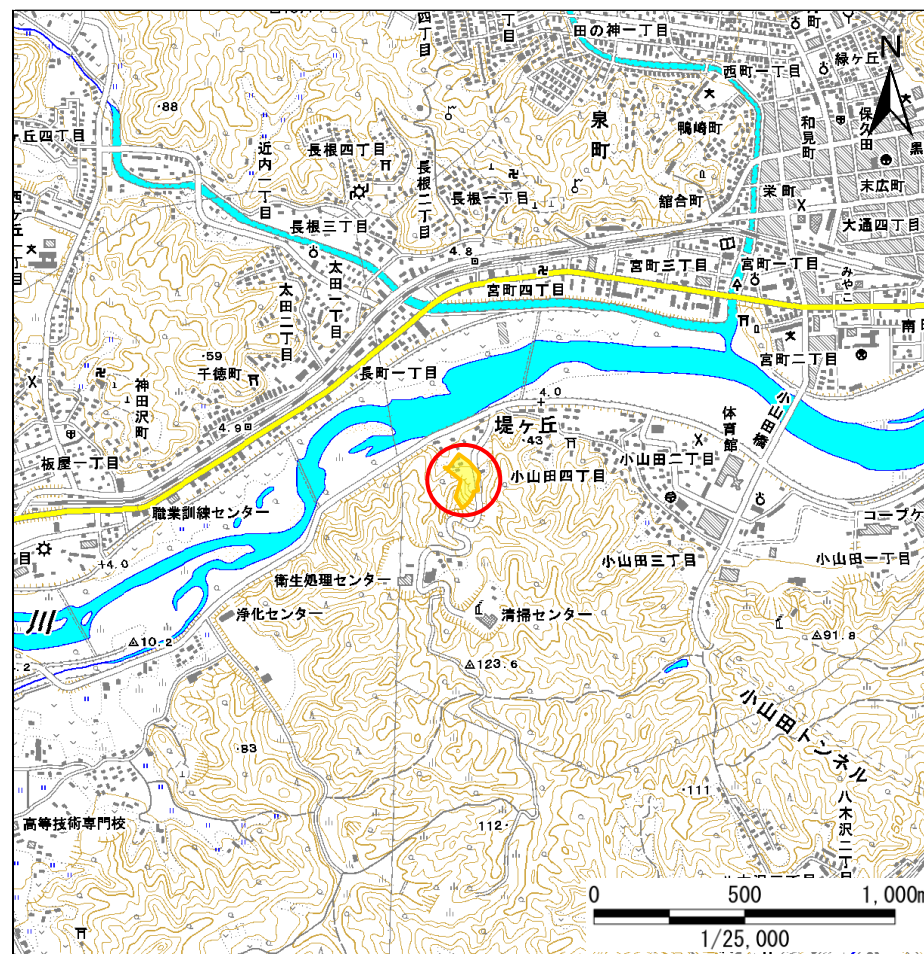 四丁目
丁目
田の神一丁目
町
緑ヶ丘
N
西町一丁目
・88
泉町
鴨崎町
和見町
保久田
黒
ヶ丘四丁目
近内二丁目
長根四丁目
長根二丁目
長根一丁目
末広町
舘合町
栄町
大通四丁目
長根三丁目
4.8
太田一丁目
宮町三丁目
宮町一丁目
みやこ
宮町四丁目
太田二丁目
南
・59
千徳町
長町一丁目
宮町二丁目
神田沢町
4.0
小山田橋
4.9
堤ヶ丘
・43
体育館
板屋一丁目
小山田四丁目
小山田二丁目
職業訓練センター
コープケ
目
4.0
小山田三丁目
小山田一丁目
衛生処理センター
浄化センター
清掃センター
10.2
91.8
123.6
小山田トンネル
・83
・111
八木沢二丁目
高等技術専門校
112・
0 500 1,000m
1/25,000